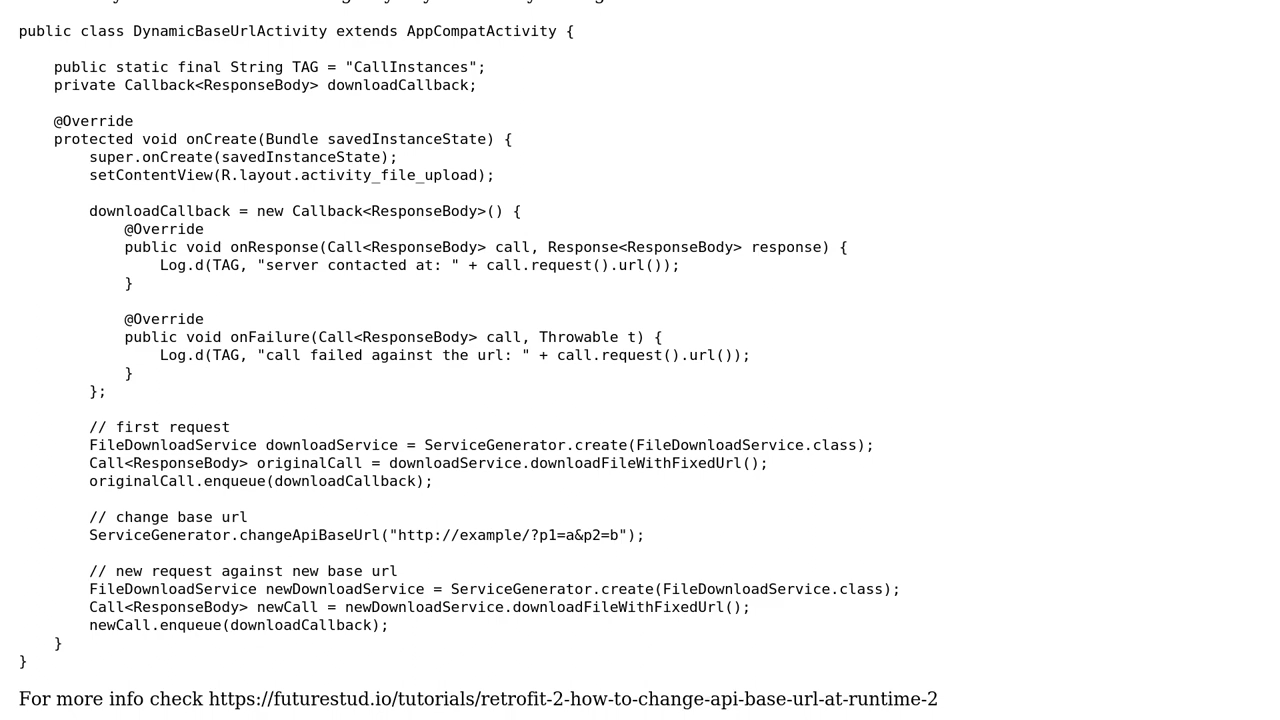 public class DynamicBaseUrlActivity extends AppCompatActivity {
public static final String TAG = "CallInstances";
private Callback<ResponseBody> downloadCallback;
@Override
protected void onCreate(Bundle savedInstanceState) {
super.onCreate(savedInstanceState);
setContentView(R.layout.activity_file_upload);
downloadCallback = new Callback<ResponseBody>() {
@Override
public void onResponse(Call<ResponseBody> call, Response<ResponseBody> response) {
Log.d(TAG, "server contacted at: " + call.request().url());
}
@Override
public void onFailure(Call<ResponseBody> call, Throwable t) {
Log.d(TAG, "call failed against the url: " + call.request().url());
}
};
// first request
FileDownloadService downloadService = ServiceGenerator.create(FileDownloadService.class);
Call<ResponseBody> originalCall = downloadService.downloadFileWithFixedUrl();
originalCall.enqueue(downloadCallback);
// change base url
ServiceGenerator.changeApiBaseUrl("http://example/?p1=a&p2=b");
// new request against new base url
FileDownloadService newDownloadService = ServiceGenerator.create(FileDownloadService.class);
Call<ResponseBody> newCall = newDownloadService.downloadFileWithFixedUrl();
newCall.enqueue(downloadCallback);
}
}
For more info check https://futurestud.io/tutorials/retrofit-2-how-to-change-api-base-url-at-runtime-2